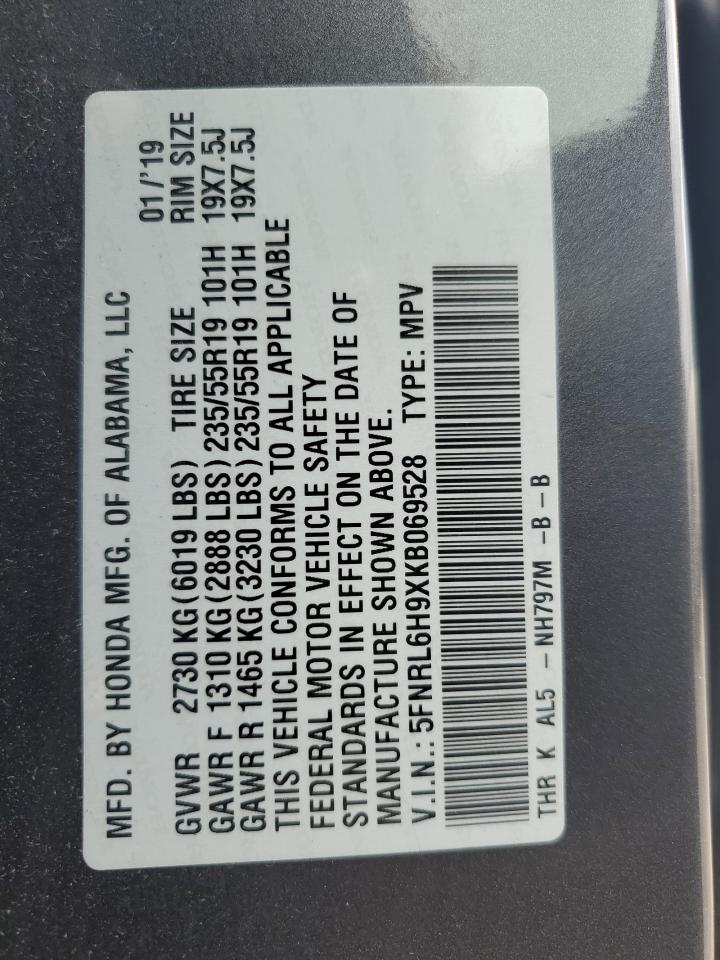 MFD. BY HONDA MFG. OF ALABAMA, LLC 01/'19
GVWR 2730 KG(6019 LBS) TIRE SIZE RIM SIZE
GAWR F 1310 KG(2888 LBS)235/55R19 101H 19X7.5J
GAWR R 1465 KG(3230 LBS)235/55R19 101H 19X7.5J
THIS VEHICLE CONFORMS TO ALL APPLICABLE
FEDERAL MOTOR VEHICLE SAFETY
STANDARDS IN EFFECT ON THE DATE OF
MANUFACTURE SHOWN ABOVE.
V.I.N.: 5FNRL6H9XKB069528 TYPE: MPV
THR K AL5 - NH797M -B-B